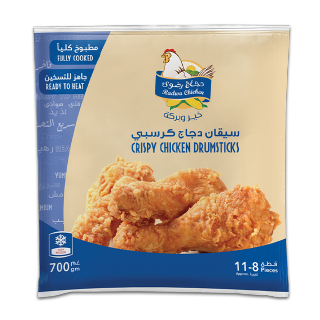 مطبوخ كلياً
FULLY COOKED
جاهز للتسخين
READY TO HEAT
دجاج رضوى
Radwa Chicken
خير وبركة
سيقان دجاج كرسبي
CRISPY CHICKEN DRUMSTICKS
700 غم gm
11-8 قطع Pieces